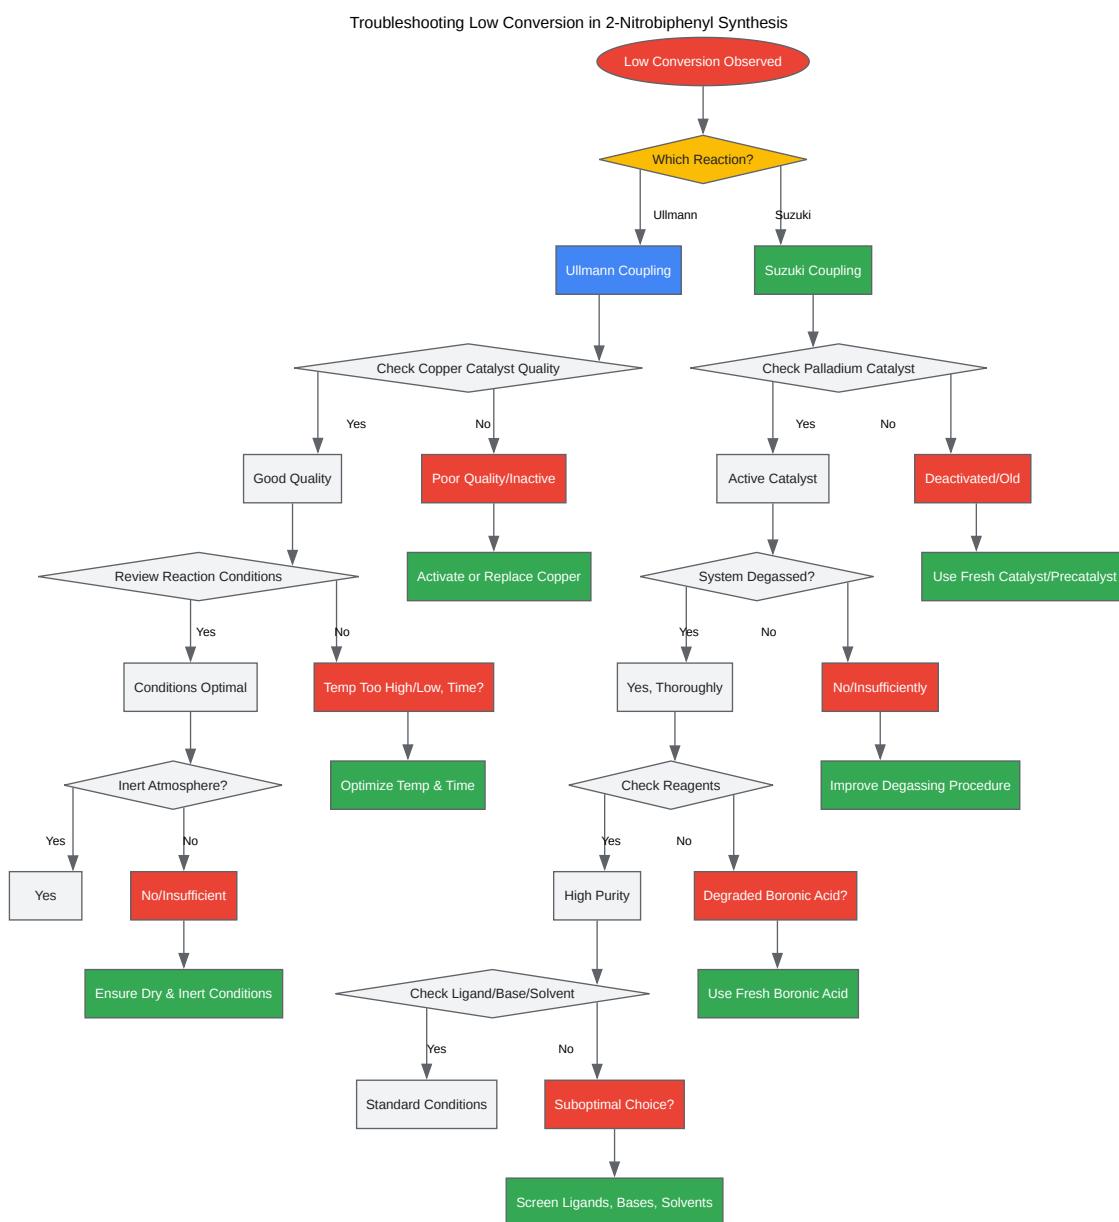 Troubleshooting Low Conversion in 2-Nitrobiphenyl Synthesis
Low Conversion Observed
Which Reaction?
Ullmann
Suzuki
Ullmann Coupling
Suzuki Coupling
Check Copper Catalyst Quality
Check Palladium Catalyst
Yes
No
Yes
No
Good Quality
Poor Quality/Inactive
Active Catalyst
Deactivated/Old
Review Reaction Conditions
Activate or Replace Copper
System Degassed?
Use Fresh Catalyst/Precatalyst
Yes
No
Yes
No
Conditions Optimal
Temp Too High/Low, Time?
Yes, Thoroughly
No/Insufficiently
Inert Atmosphere?
Optimize Temp & Time
Check Reagents
Improve Degassing Procedure
Yes
No
Yes
No
Yes
No/Insufficient
High Purity
Degraded Boronic Acid?
Ensure Dry & Inert Conditions
Check Ligand/Base/Solvent
Use Fresh Boronic Acid
Yes
No
Standard Conditions
Suboptimal Choice?
Screen Ligands, Bases, Solvents